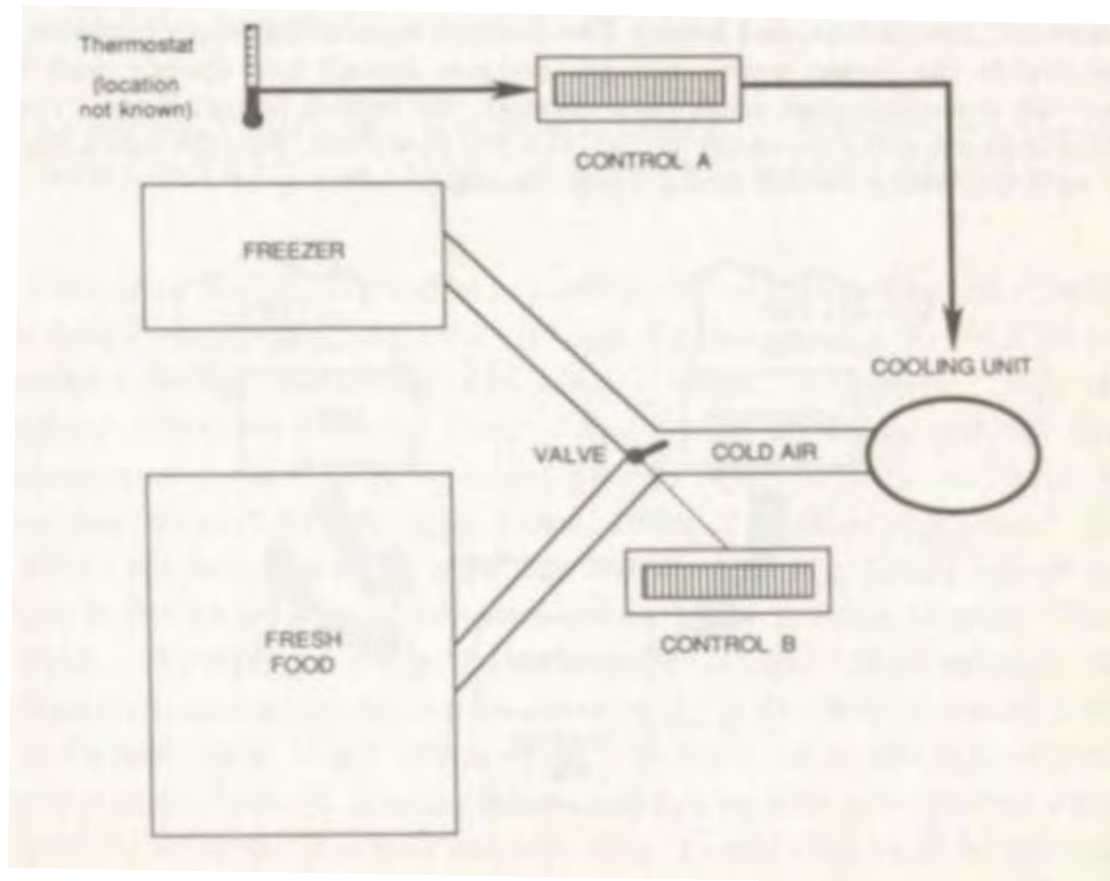 Thermostat
(location
not known)
CONTROL A
FREEZER
COOLING UNIT
VALVE
COLD AIR
CONTROL B
FRESH
FOOD